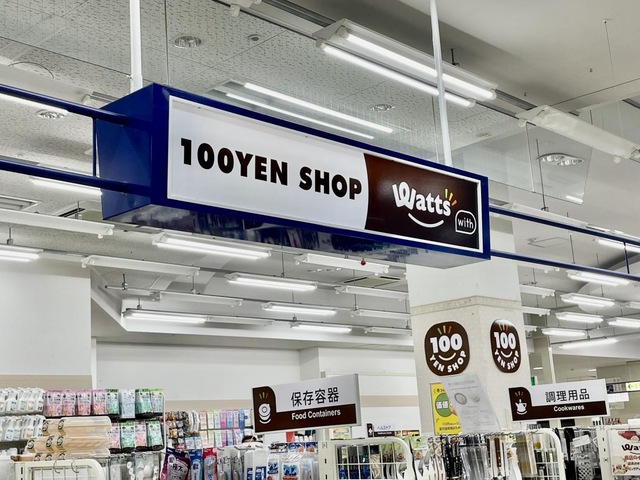 100YEN SHOP
Watts
with
100
YEN SHOP
100
YEN SHOP
保存容器
Food Containers
調理用品
Cookwares
Watts